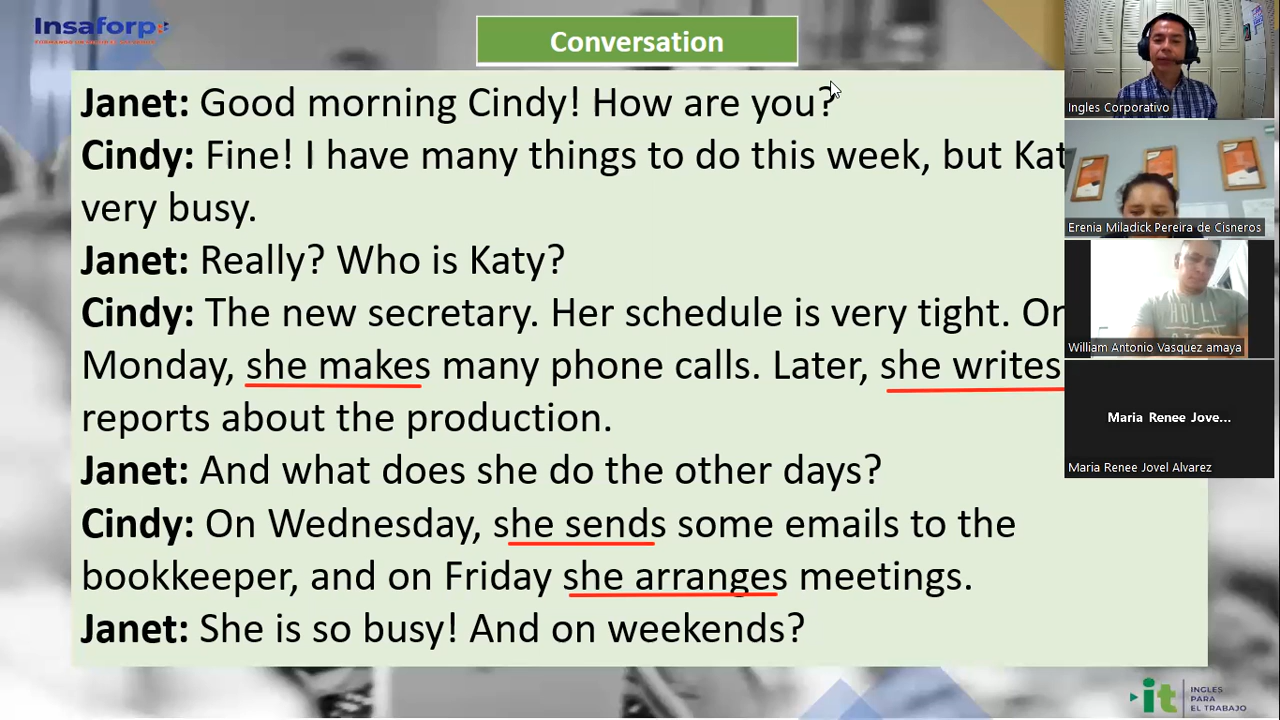 Insaforp
Conversation
Janet: Good morning Cindy! How are you?
Cindy: Fine! I have many things to do this week, but Kat
very busy.
Janet: Really? Who is Katy?
Cindy: The new secretary. Her schedule is very tight. On
Monday, she makes many phone calls. Later, she writes
reports about the production.
Janet: And what does she do the other days?
Cindy: On Wednesday, she sends some emails to the
bookkeeper, and on Friday she arranges meetings.
Janet: She is so busy! And on weekends?
Ingles Corporativo
Erenia Miladick Pereira de Cisneros
William Antonio Vasquez amaya
Maria Renee Jove...
Maria Renee Jovel Alvarez
it
INGLES
PARA
EL TRABAJO